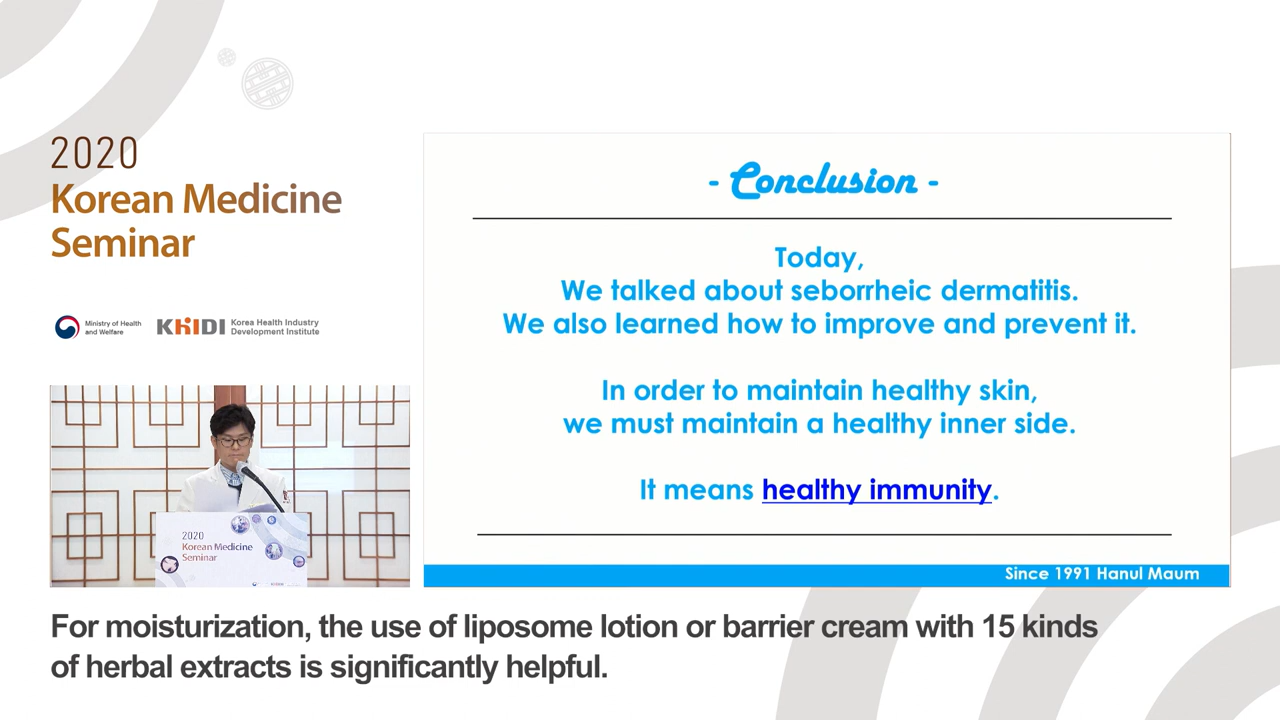 2020
Korean Medicine
Seminar
Ministry of Health
and Welfare
KHIDI
Korea Health Industry
Development Institute
- Conclusion -
Today,
We talked about seborrheic dermatitis.
We also learned how to improve and prevent it.
In order to maintain healthy skin,
we must maintain a healthy inner side.
It means healthy immunity.
Since 1991 Hanul Maum
2020
Korean Medicine
Seminar
For moisturization, the use of liposome lotion or barrier cream with 15 kinds
of herbal extracts is significantly helpful.